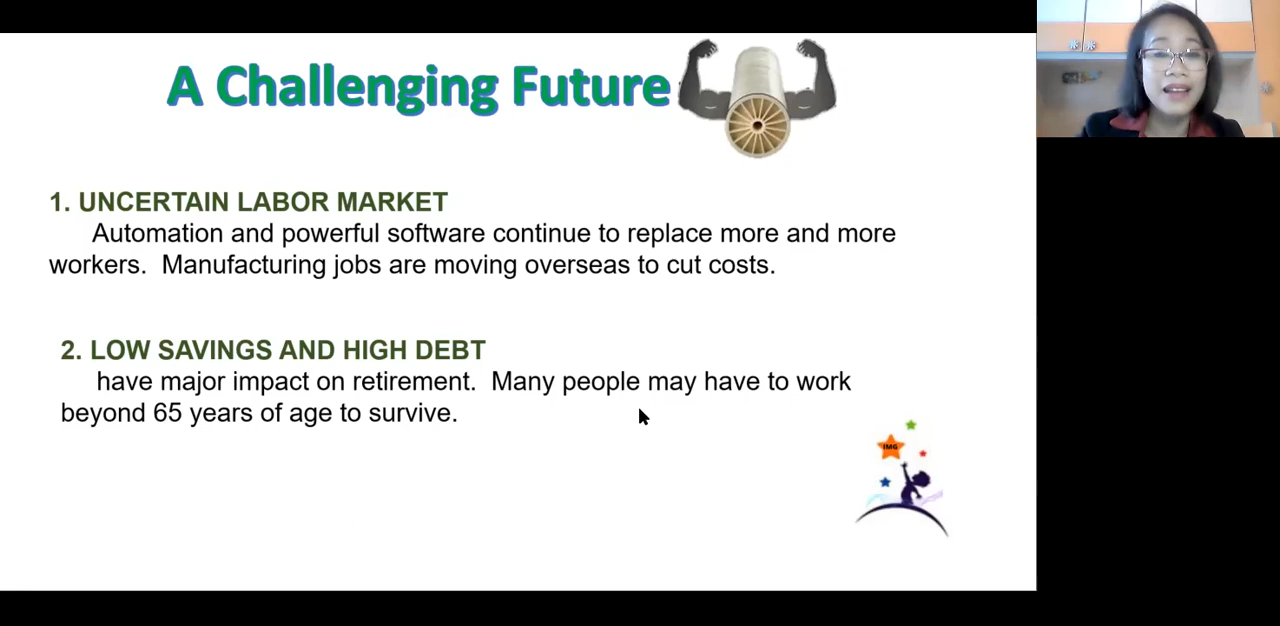 A Challenging Future
1. UNCERTAIN LABOR MARKET
Automation and powerful software continue to replace more and more
workers.  Manufacturing jobs are moving overseas to cut costs.
2. LOW SAVINGS AND HIGH DEBT
have major impact on retirement.  Many people may have to work
beyond 65 years of age to survive.
IMG